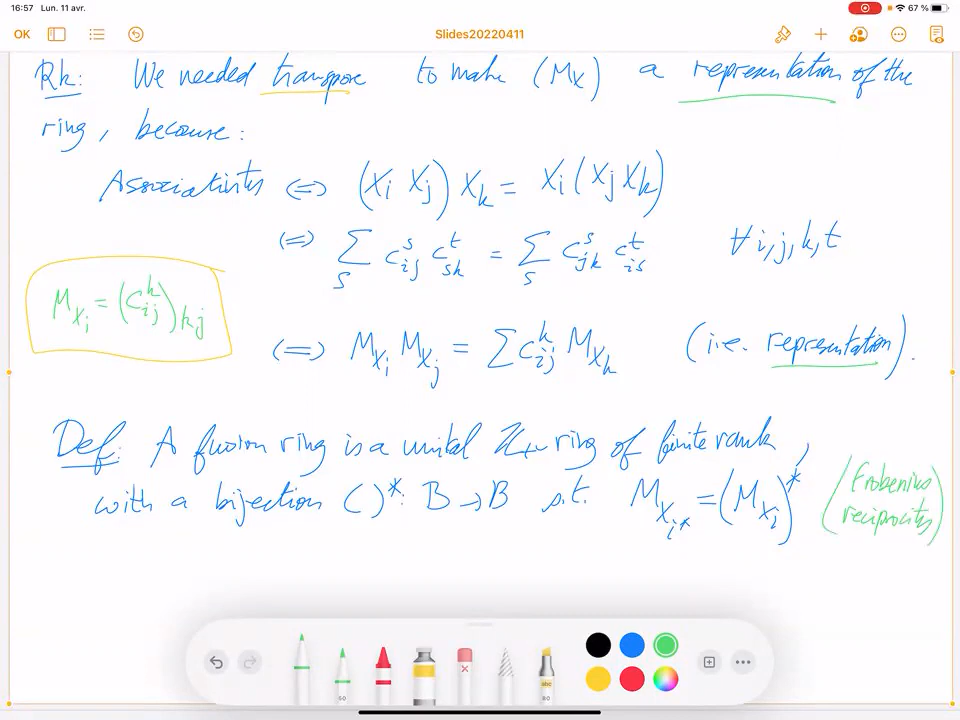 16:57 Lun. 11 avr. 67 %
OK Slides20220411
Rk: We needed transpose to make (M_X) a representation of the
ring, because:
Associativity <=> (X_i X_j) X_k = X_i (X_j X_k)
<=> ∑_s c_{ij}^s c_{sk}^t = ∑_s c_{jk}^s c_{is}^t ∀ i, j, k, t
M_{X_i} = (c_{ij}^k)_{kj}
<=> M_{X_i} M_{X_j} = ∑ c_{ij}^k M_{X_k} (i.e. representation).
Def: A fusion ring is a unital ℤ_+ ring of finite rank,
with a bijection ( )^*: B → B s.t. M_{X_{i^*}} = (M_{X_i})^* (Frobenius
reciprocity)